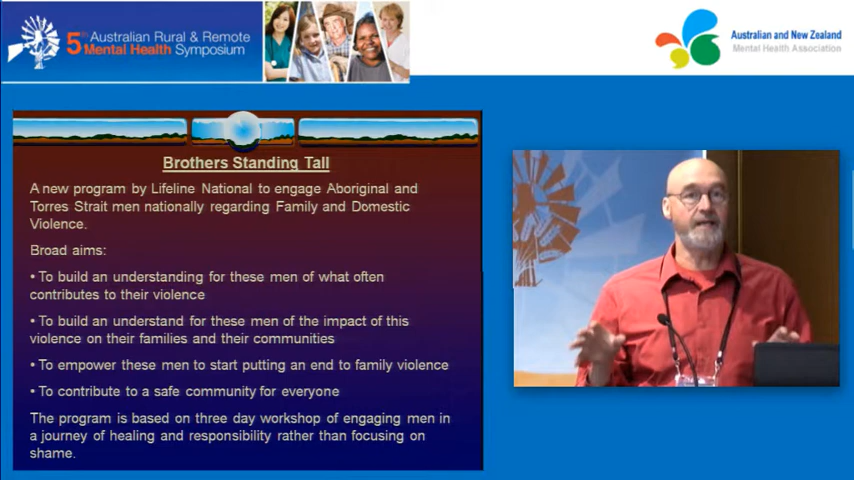 5th Australian Rural & Remote
Mental Health Symposium
Australian and New Zealand
Mental Health Association
Brothers Standing Tall
A new program by Lifeline National to engage Aboriginal and
Torres Strait men nationally regarding Family and Domestic
Violence.
Broad aims:
• To build an understanding for these men of what often
contributes to their violence
• To build an understand for these men of the impact of this
violence on their families and their communities
• To empower these men to start putting an end to family violence
• To contribute to a safe community for everyone
The program is based on three day workshop of engaging men in
a journey of healing and responsibility rather than focusing on
shame.